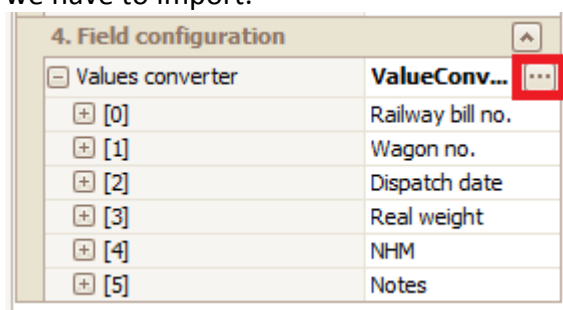 we have to import.
4. Field configuration
Values converter ValueConv... ...
[0] Railway bill no.
[1] Wagon no.
[2] Dispatch date
[3] Real weight
[4] NHM
[5] Notes